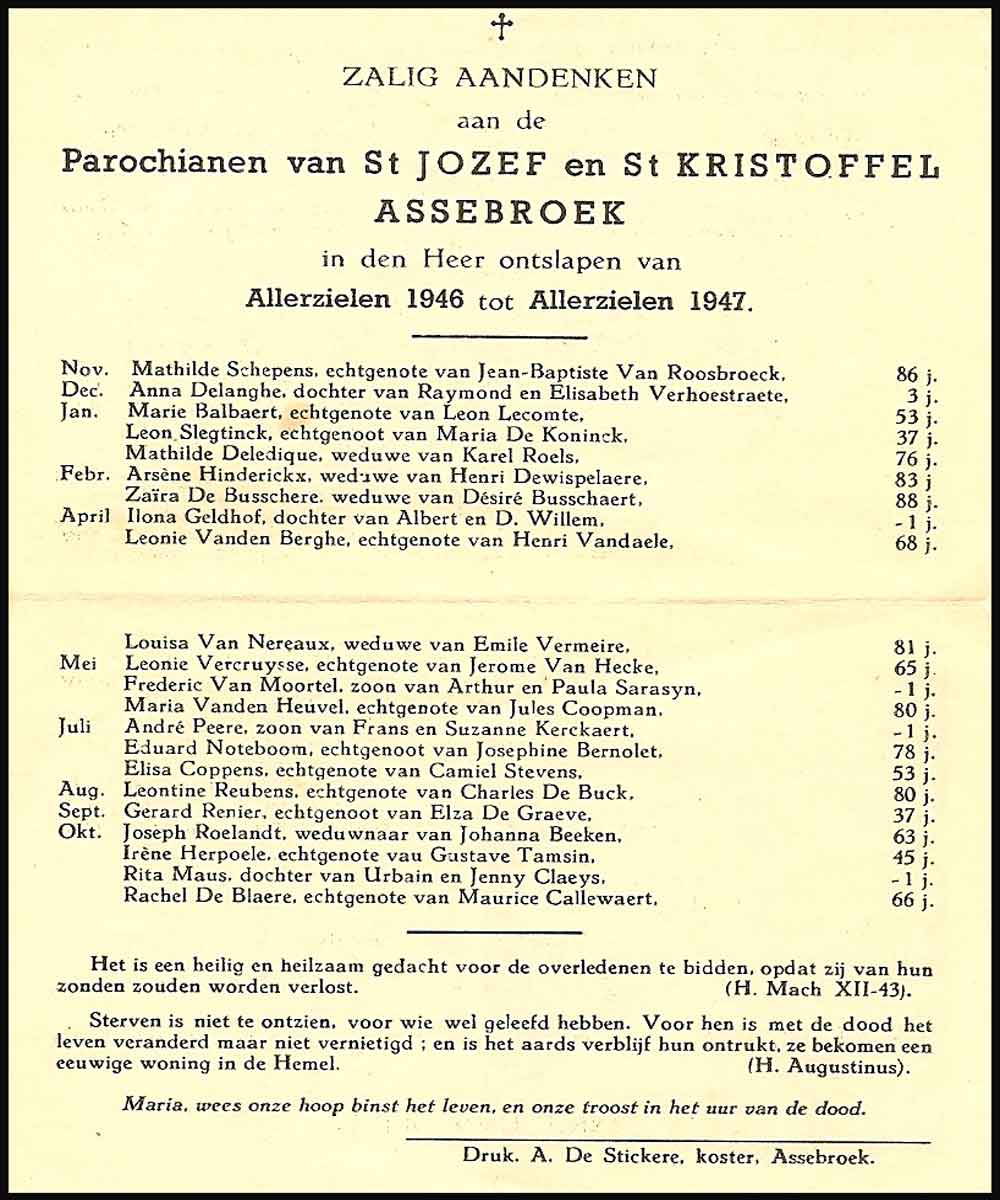 ZALIG AANDENKEN
aan de
Parochianen van St JOZEF en St KRISTOFFEL
ASSEBROEK
in den Heer ontslapen van
Allerzielen 1946 tot Allerzielen 1947.
Nov. Mathilde Schepens, echtgenote van Jean-Baptiste Van Roosbroeck, 86 j.
Dec. Anna Delanghe, dochter van Raymond en Elisabeth Verhoestraete, 3 j.
Jan. Marie Balbaert, echtgenote van Leon Lecomte, 53 j.
Leon Slegtinck, echtgenoot van Maria De Koninck, 37 j.
Mathilde Deledique, weduwe van Karel Roels, 76 j.
Febr. Arsène Hinderickx, weduwe van Henri Dewispelaere, 83 j
Zaïra De Busschere. weduwe van Désiré Busschaert, 88 j.
April Ilona Geldhof, dochter van Albert en D. Willem, -1 j.
Leonie Vanden Berghe, echtgenote van Henri Vandaele, 68 j.
Louisa Van Nereaux, weduwe van Emile Vermeire, 81 j.
Mei Leonie Vercruysse, echtgenote van Jerome Van Hecke, 65 j.
Frederic Van Moortel, zoon van Arthur en Paula Sarasyn, -1 j.
Maria Vanden Heuvel, echtgenote van Jules Coopman, 80 j.
Juli André Peere, zoon van Frans en Suzanne Kerckaert, -1 j.
Eduard Noteboom, echtgenoot van Josephine Bernolet, 78 j.
Elisa Coppens, echtgenote van Camiel Stevens, 53 j.
Aug. Leontine Reubens, echtgenote van Charles De Buck, 80 j.
Sept. Gerard Renier, echtgenoot van Elza De Graeve, 37 j.
Okt. Joseph Roelandt, weduwnaar van Johanna Beeken, 63 j.
Irène Herpoele, echtgenote vau Gustave Tamsin, 45 j.
Rita Maus, dochter van Urbain en Jenny Claeys, -1 j.
Rachel De Blaere, echtgenote van Maurice Callewaert, 66 j.
Het is een heilig en heilzaam gedacht voor de overledenen te bidden, opdat zij van hun
zonden zouden worden verlost. (H. Mach XII-43).
Sterven is niet te ontzien, voor wie wel geleefd hebben. Voor hen is met de dood het
leven veranderd maar niet vernietigd ; en is het aards verblijf hun ontrukt, ze bekomen een
eeuwige woning in de Hemel. (H. Augustinus).
Maria, wees onze hoop binst het leven, en onze troost in het uur van de dood.
Druk. A. De Stickere, koster, Assebroek.